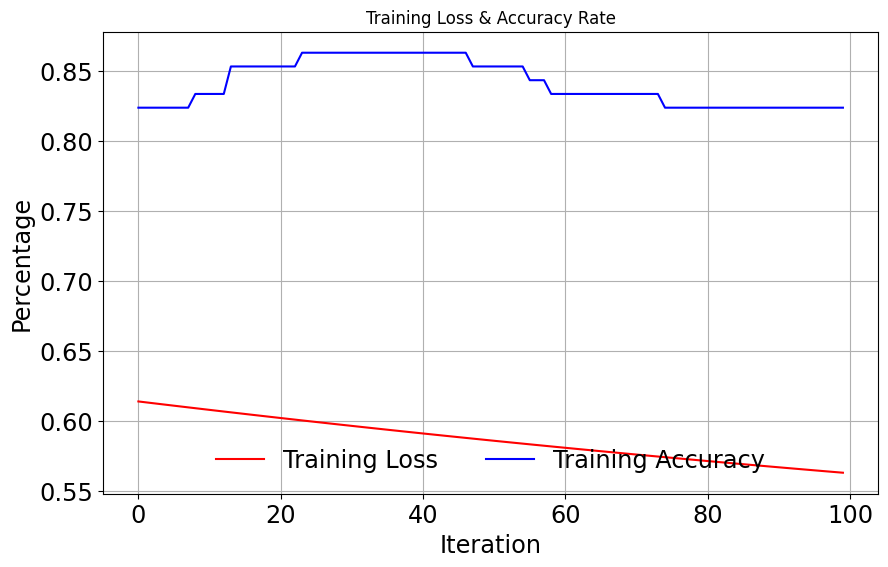 Training Loss & Accuracy Rate
0.85
0.80
0.75
0.70
0.65
0.60
0.55
Percentage
Training Loss Training Accuracy
0 20 40 60 80 100
Iteration